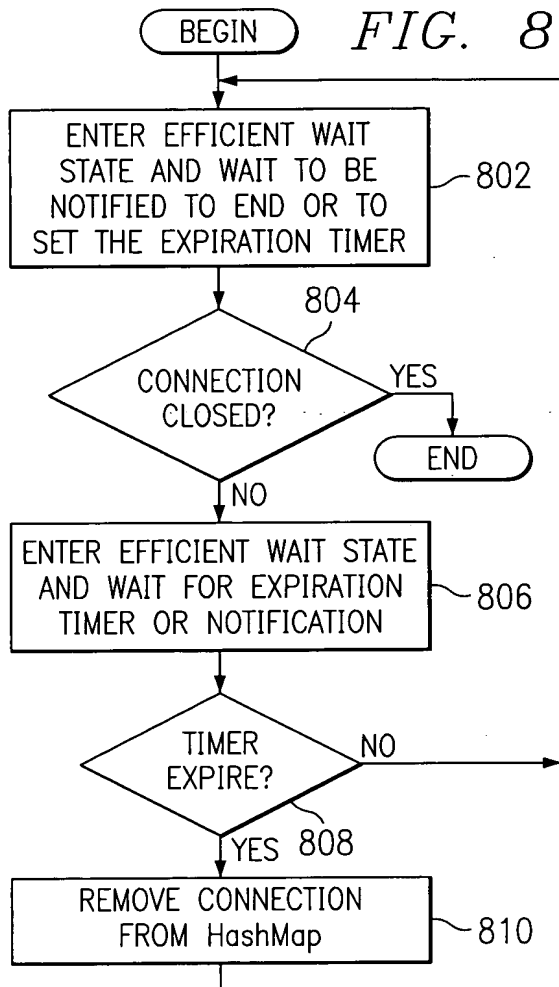 BEGIN
FIG. 8
ENTER EFFICIENT WAIT
STATE AND WAIT TO BE
NOTIFIED TO END OR TO
SET THE EXPIRATION TIMER
802
804
CONNECTION
CLOSED?
YES
END
NO
ENTER EFFICIENT WAIT STATE
AND WAIT FOR EXPIRATION
TIMER OR NOTIFICATION
806
TIMER
EXPIRE?
NO
808
YES
REMOVE CONNECTION
FROM HashMap
810